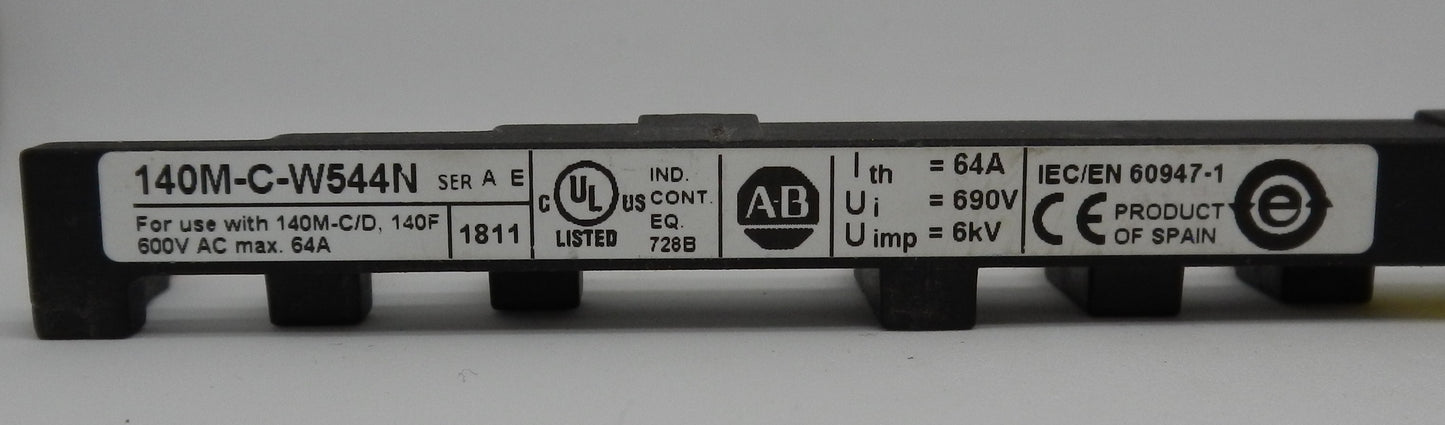 140M-C-W544N SER A E
For use with 140M-C/D, 140F
600V AC max. 64A
1811
C UL US
LISTED
IND.
CONT.
EQ.
728B
A-B
I th = 64A
U i = 690V
U imp = 6kV
IEC/EN 60947-1
CE PRODUCT
OF SPAIN
e